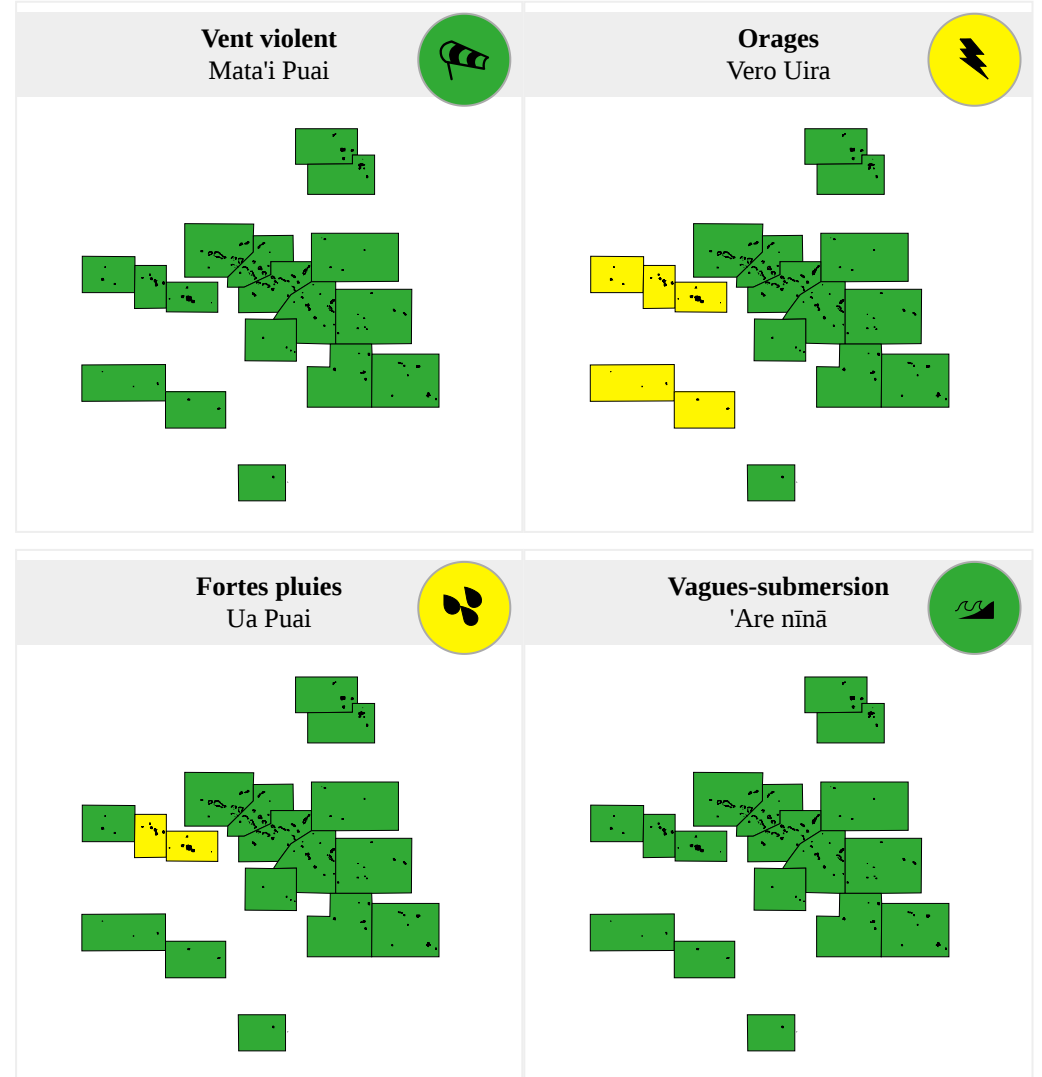 Vent violent
Mata'i Puai
Orages
Vero Uira
Fortes pluies
Ua Puai
Vagues-submersion
'Are nīnā